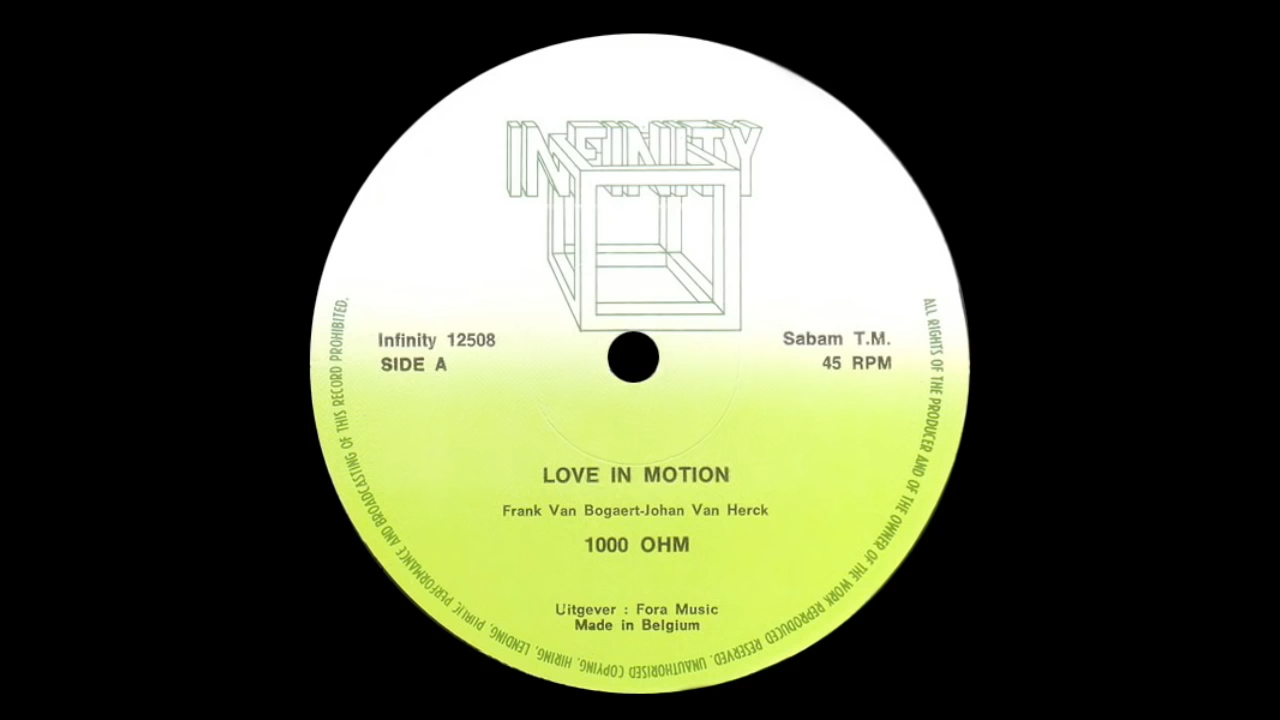 INFINITY
Infinity 12508
SIDE A
Sabam T.M.
45 RPM
LOVE IN MOTION
Frank Van Bogaert-Johan Van Herck
1000 OHM
Uitgever : Fora Music
Made in Belgium
ALL RIGHTS OF THE PRODUCER AND OF THE OWNER OF THE WORK REPRODUCED RESERVED. UNAUTHORISED COPYING, HIRING, LENDING, PUBLIC PERFORMANCE AND BROADCASTING OF THIS RECORD PROHIBITED.